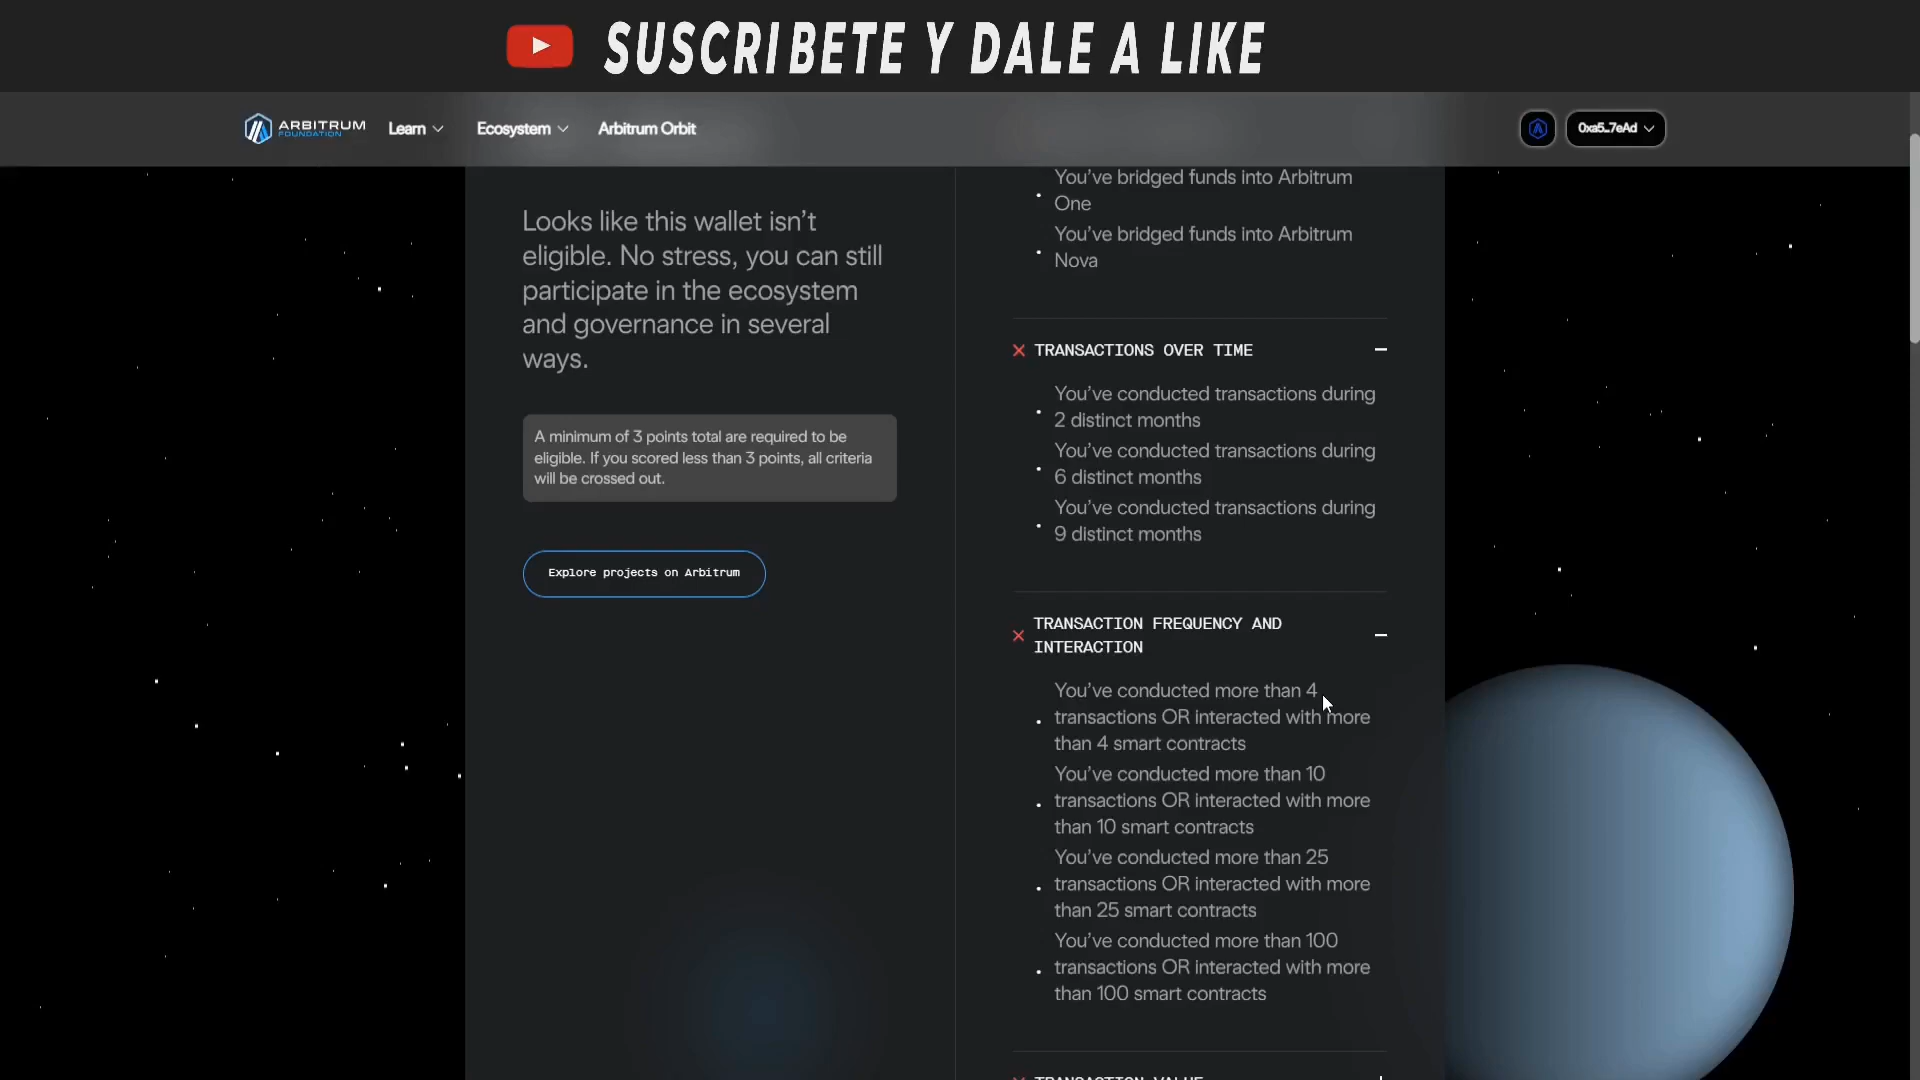 SUSCRIBETE Y DALE A LIKE
ARBITRUM
FOUNDATION
Learn
Ecosystem
Arbitrum Orbit
0xa5...7eAd
Looks like this wallet isn’t
eligible. No stress, you can still
participate in the ecosystem
and governance in several
ways.
A minimum of 3 points total are required to be
eligible. If you scored less than 3 points, all criteria
will be crossed out.
Explore projects on Arbitrum
You’ve bridged funds into Arbitrum
One
You’ve bridged funds into Arbitrum
Nova
TRANSACTIONS OVER TIME
You’ve conducted transactions during
2 distinct months
You’ve conducted transactions during
6 distinct months
You’ve conducted transactions during
9 distinct months
TRANSACTION FREQUENCY AND
INTERACTION
You’ve conducted more than 4
transactions OR interacted with more
than 4 smart contracts
You’ve conducted more than 10
transactions OR interacted with more
than 10 smart contracts
You’ve conducted more than 25
transactions OR interacted with more
than 25 smart contracts
You’ve conducted more than 100
transactions OR interacted with more
than 100 smart contracts
TRANSACTION VALUE